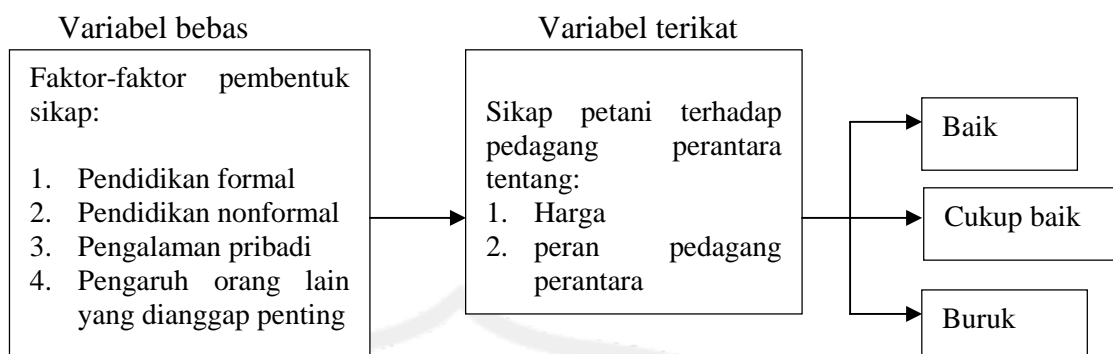 Variabel bebas
Faktor-faktor pembentuk
sikap:
1. Pendidikan formal
2. Pendidikan nonformal
3. Pengalaman pribadi
4. Pengaruh orang lain
yang dianggap penting
Variabel terikat
Sikap petani terhadap
pedagang perantara
tentang:
1. Harga
2. peran pedagang
perantara
Baik
Cukup baik
Buruk